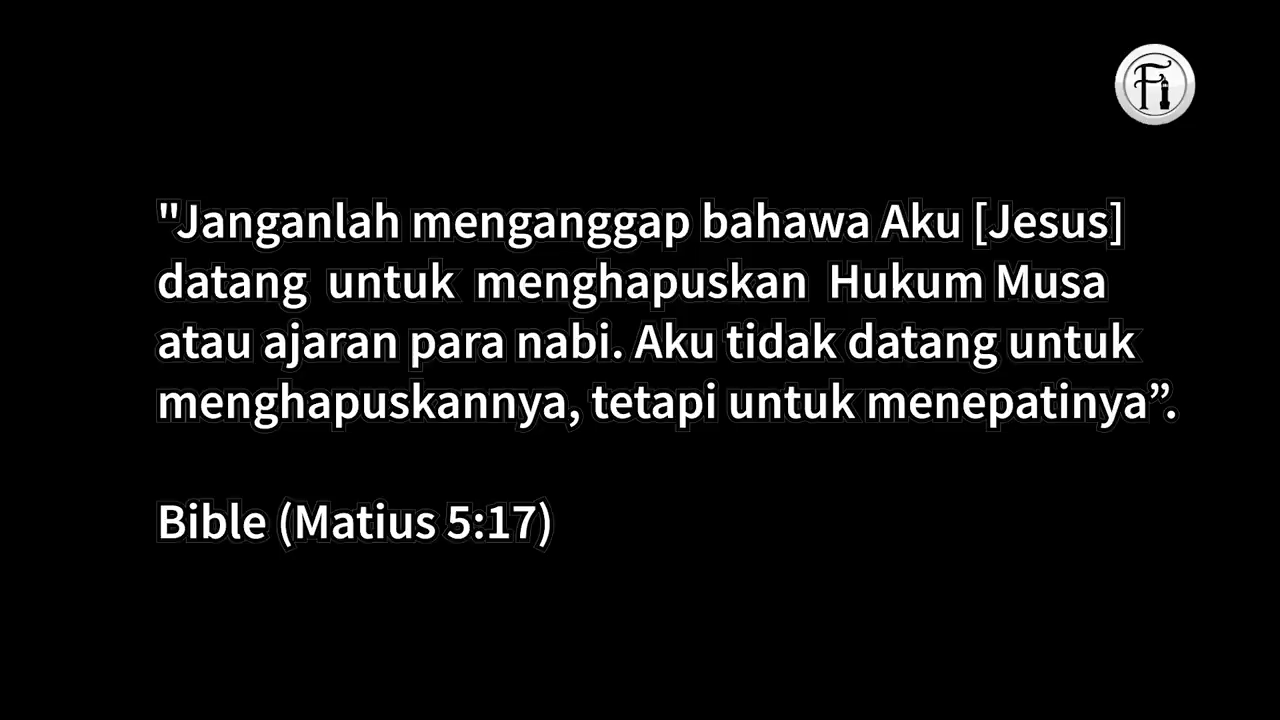 "Janganlah menganggap bahawa Aku [Jesus]
datang untuk menghapuskan Hukum Musa
atau ajaran para nabi. Aku tidak datang untuk
menghapuskannya, tetapi untuk menepatinya”.
Bible (Matius 5:17)
Fi